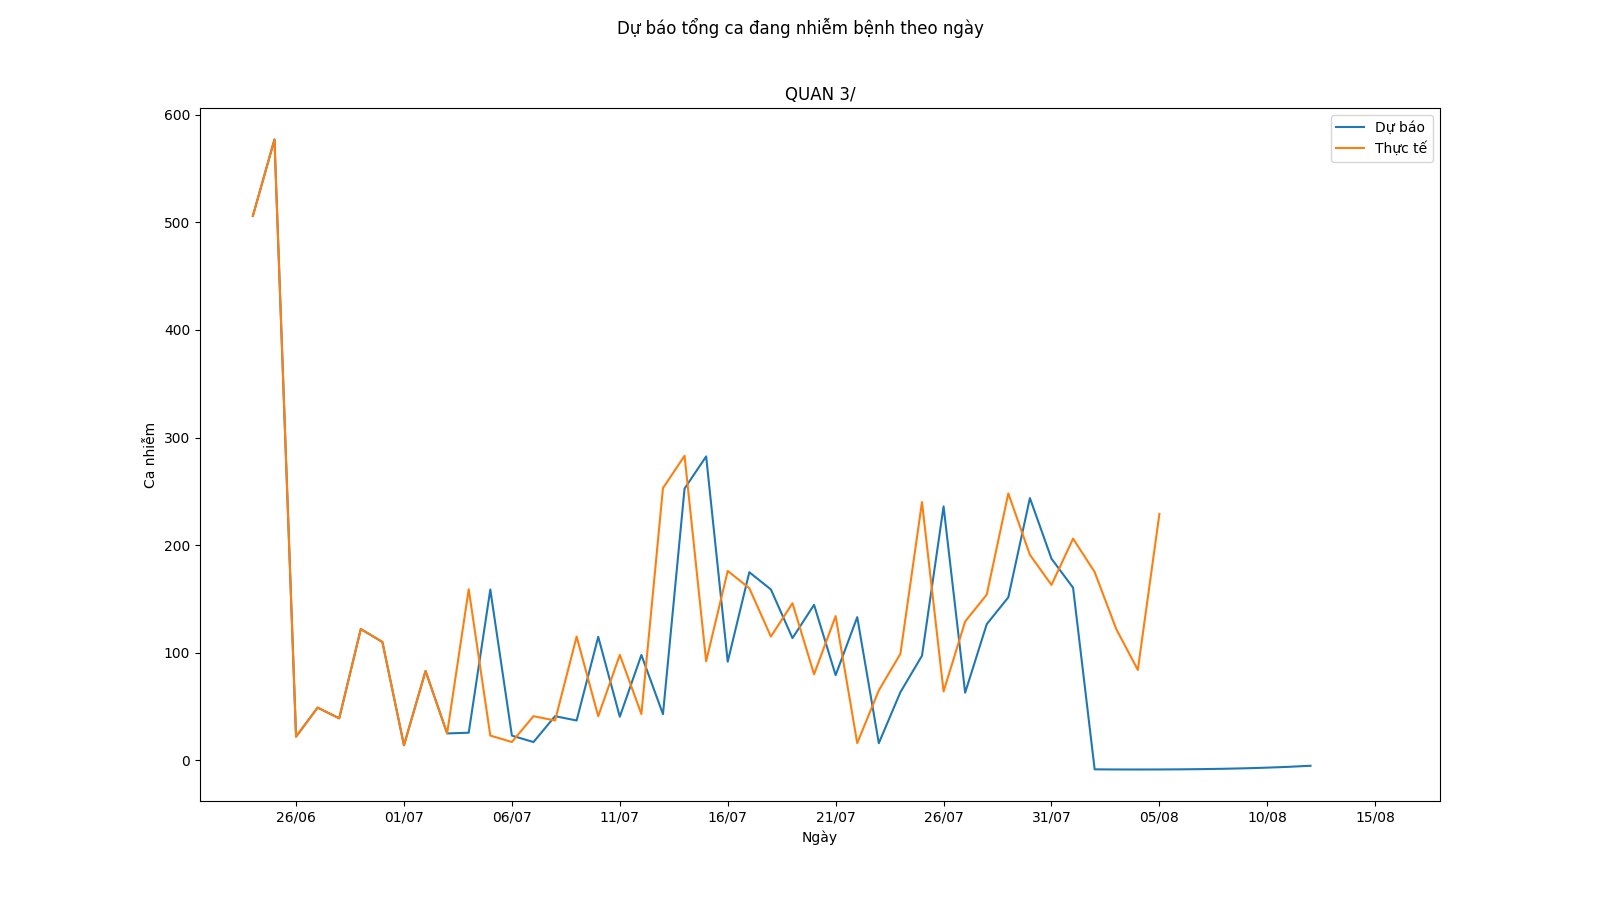 Dự báo tổng ca đang nhiễm bệnh theo ngày
QUAN 3/
Dự báo
Thực tế
Ca nhiễm
600
500
400
300
200
100
0
26/06 01/07 06/07 11/07 16/07 21/07 26/07 31/07 05/08 10/08 15/08
Ngày